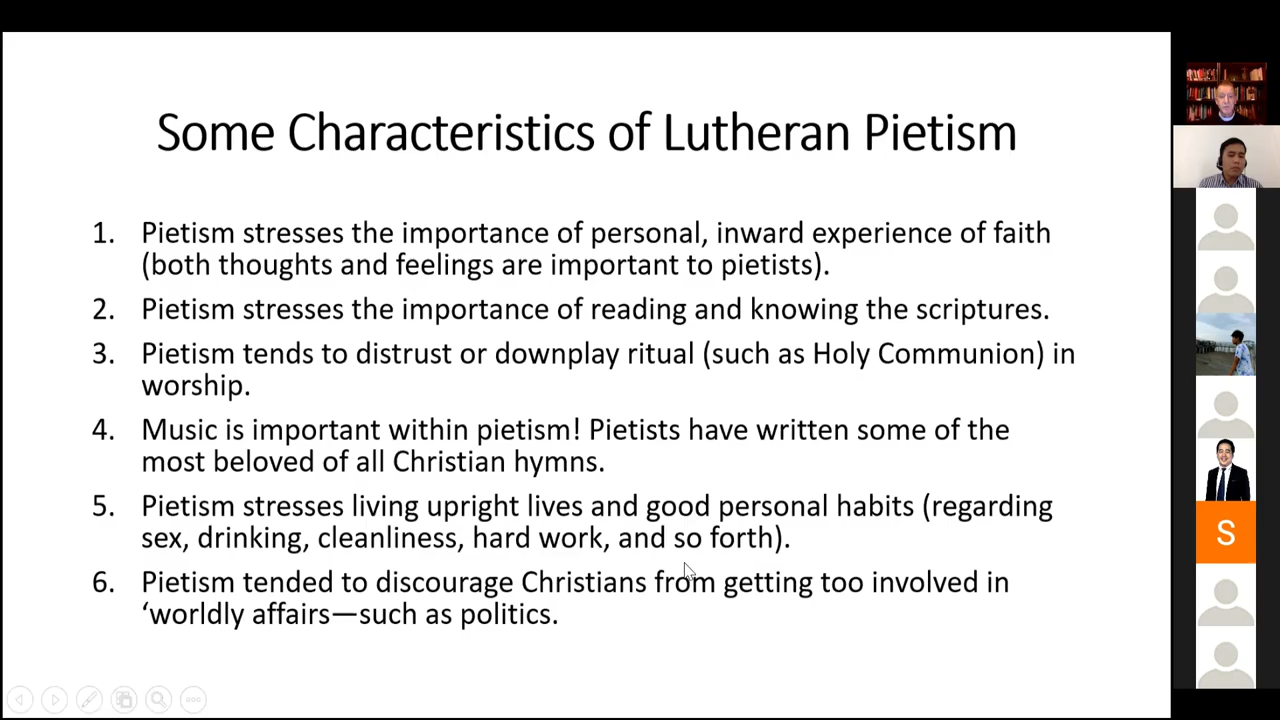 Some Characteristics of Lutheran Pietism
1. Pietism stresses the importance of personal, inward experience of faith
(both thoughts and feelings are important to pietists).
2. Pietism stresses the importance of reading and knowing the scriptures.
3. Pietism tends to distrust or downplay ritual (such as Holy Communion) in
worship.
4. Music is important within pietism! Pietists have written some of the
most beloved of all Christian hymns.
5. Pietism stresses living upright lives and good personal habits (regarding
sex, drinking, cleanliness, hard work, and so forth).
6. Pietism tended to discourage Christians from getting too involved in
‘worldly affairs—such as politics.
S